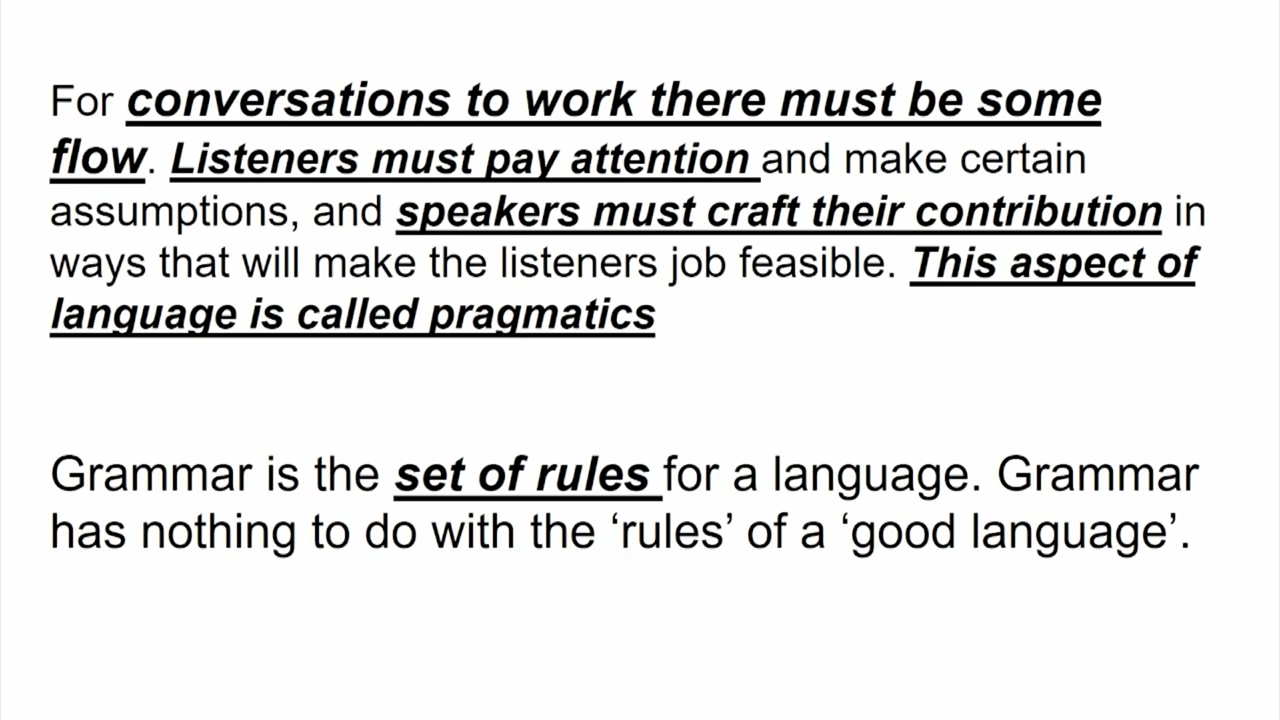 For conversations to work there must be some
flow. Listeners must pay attention and make certain
assumptions, and speakers must craft their contribution in
ways that will make the listeners job feasible. This aspect of
language is called pragmatics
Grammar is the set of rules for a language. Grammar
has nothing to do with the ‘rules’ of a ‘good language’.